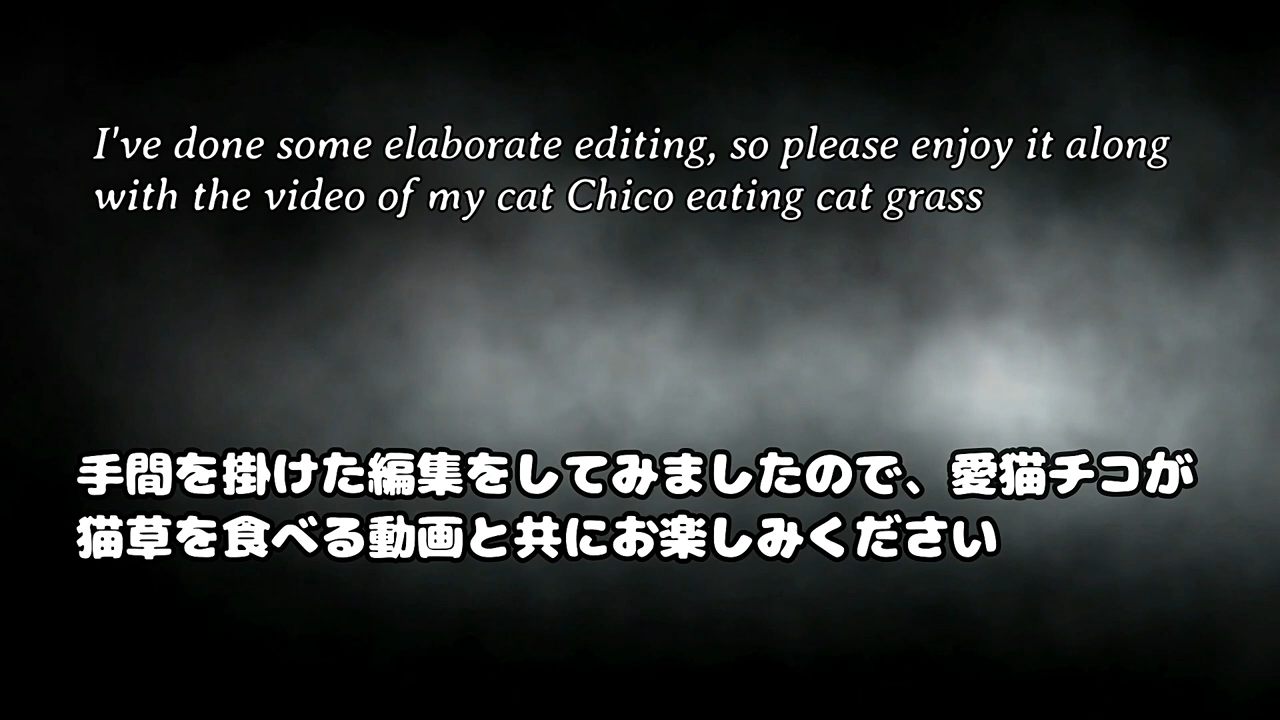 I've done some elaborate editing, so please enjoy it along
with the video of my cat Chico eating cat grass
手間を掛けた編集をしてみましたので、愛猫チコが
猫草を食べる動画と共にお楽しみください